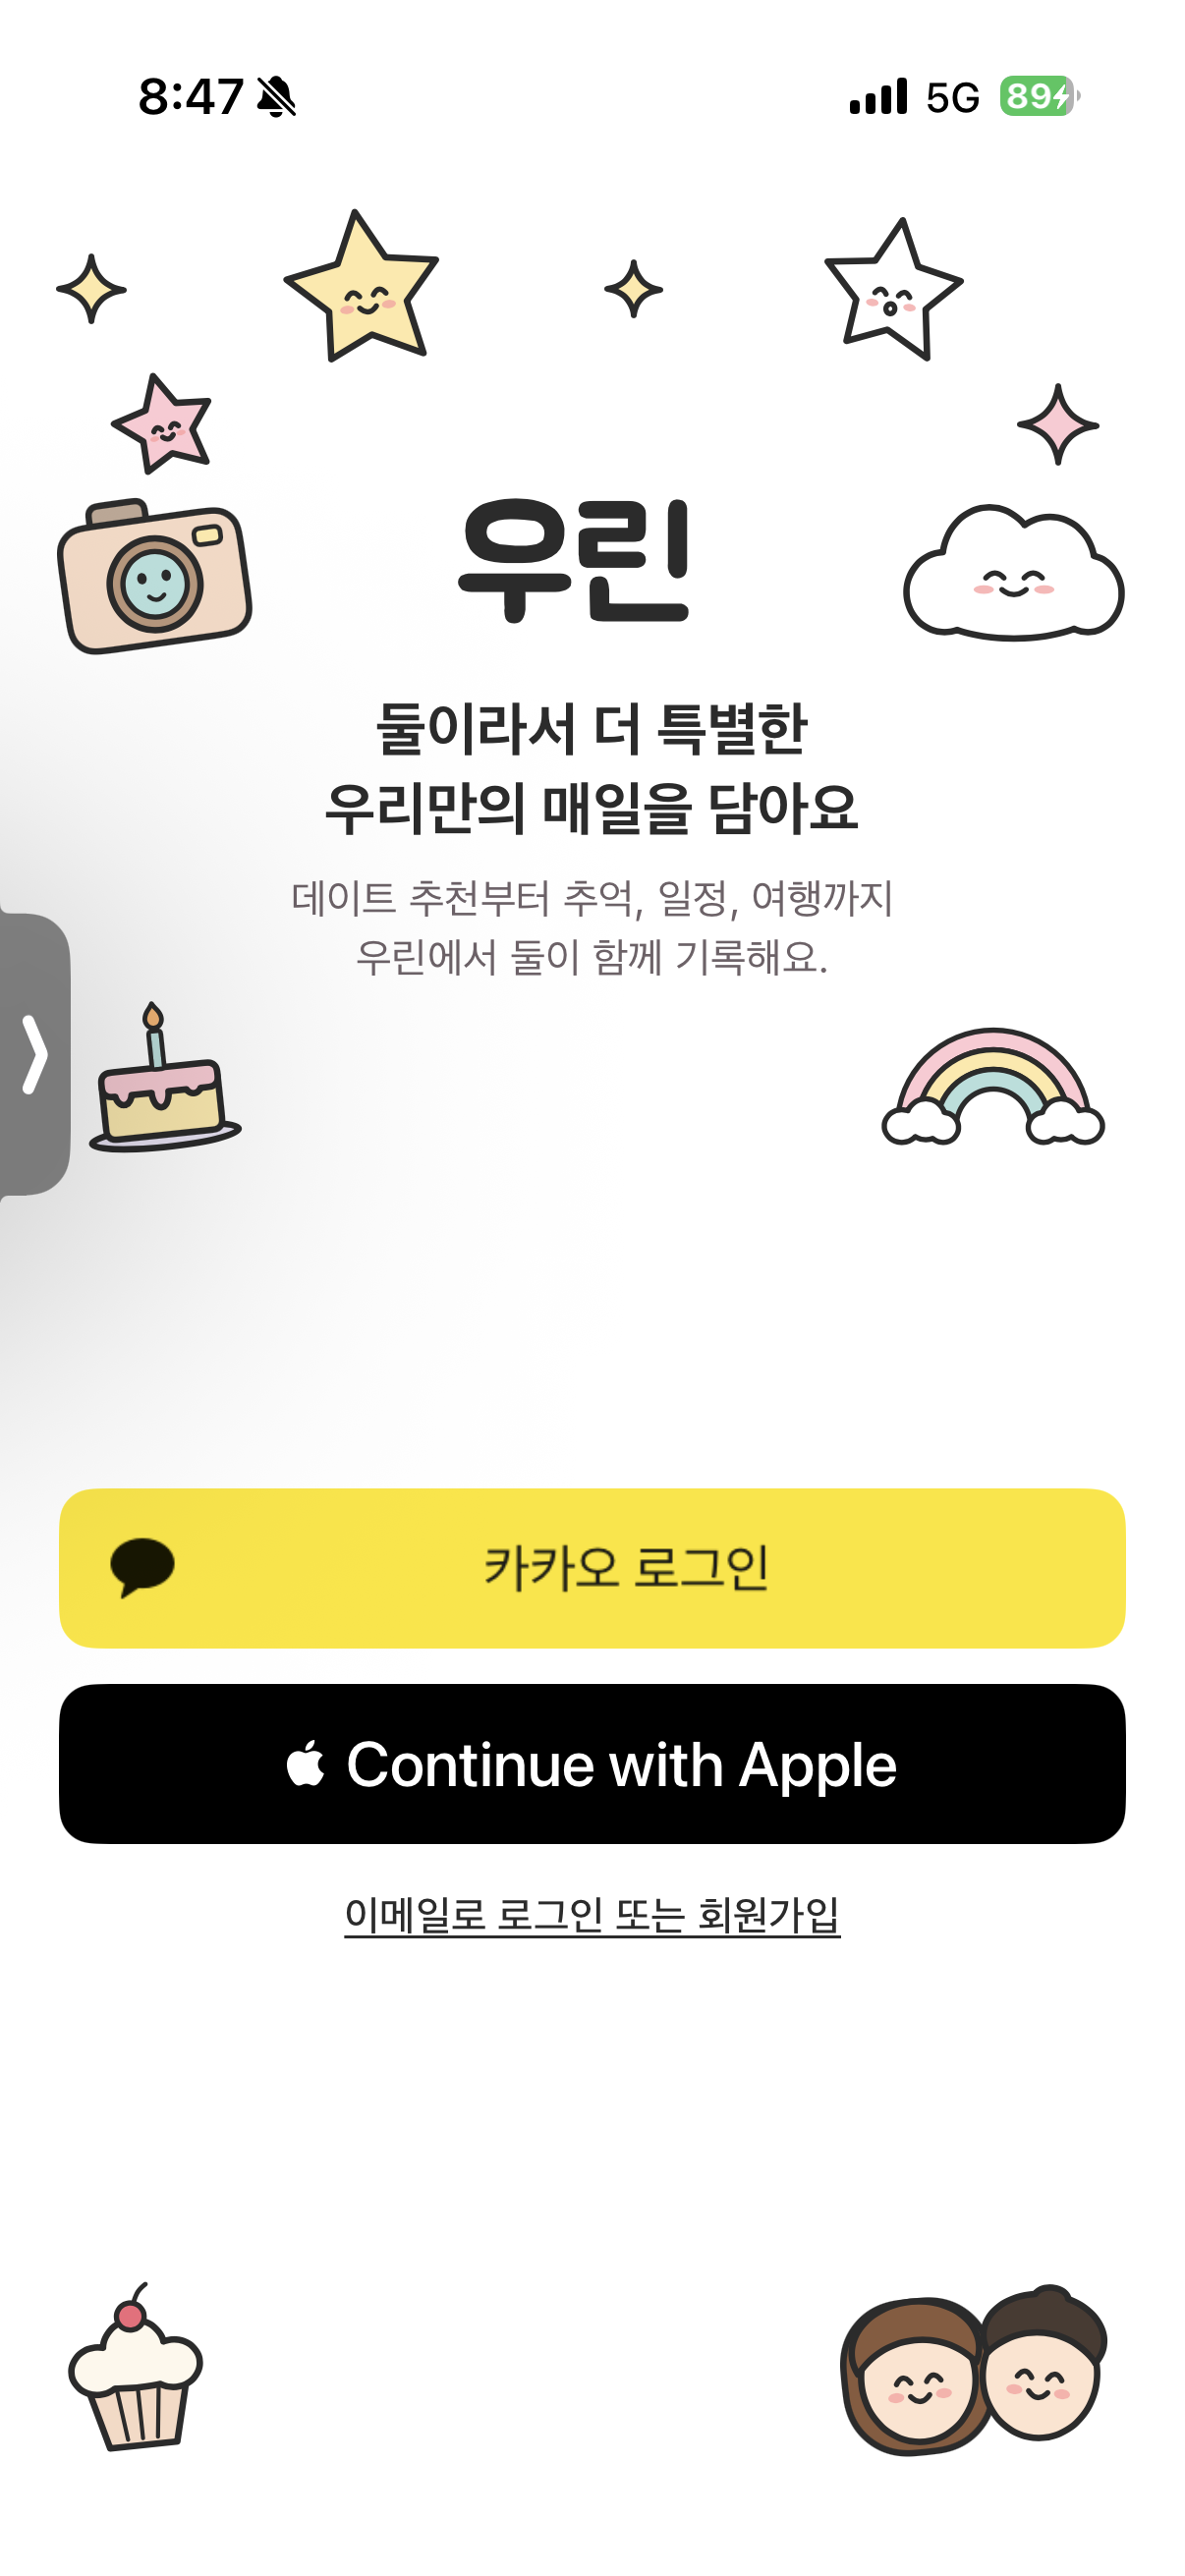 8:47
5G
89
우린
둘이라서 더 특별한
우리만의 매일을 담아요
데이트 추천부터 추억, 일정, 여행까지
우린에서 둘이 함께 기록해요.
카카오 로그인
Continue with Apple
이메일로 로그인 또는 회원가입